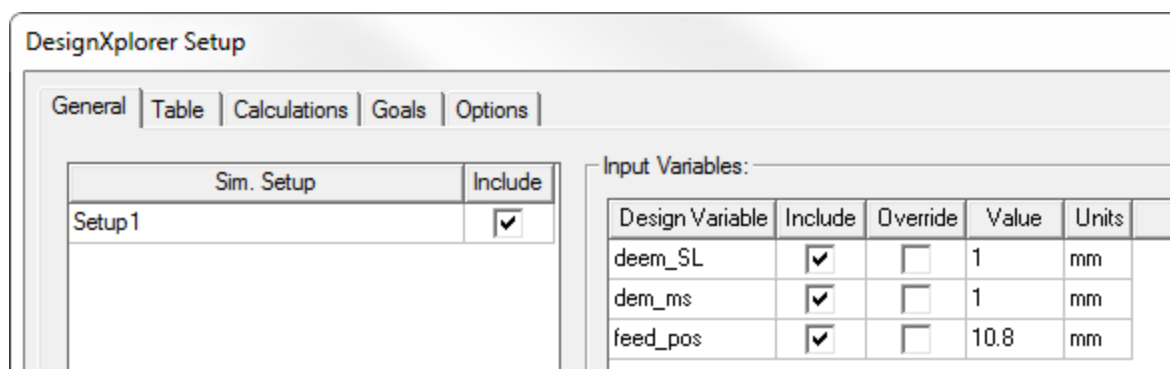 DesignXplorer Setup
General Table Calculations Goals Options
Sim. Setup Include
Setup1
Input Variables:
Design Variable Include Override Value Units
deem_SL 1 mm
dem_ms 1 mm
feed_pos 10.8 mm